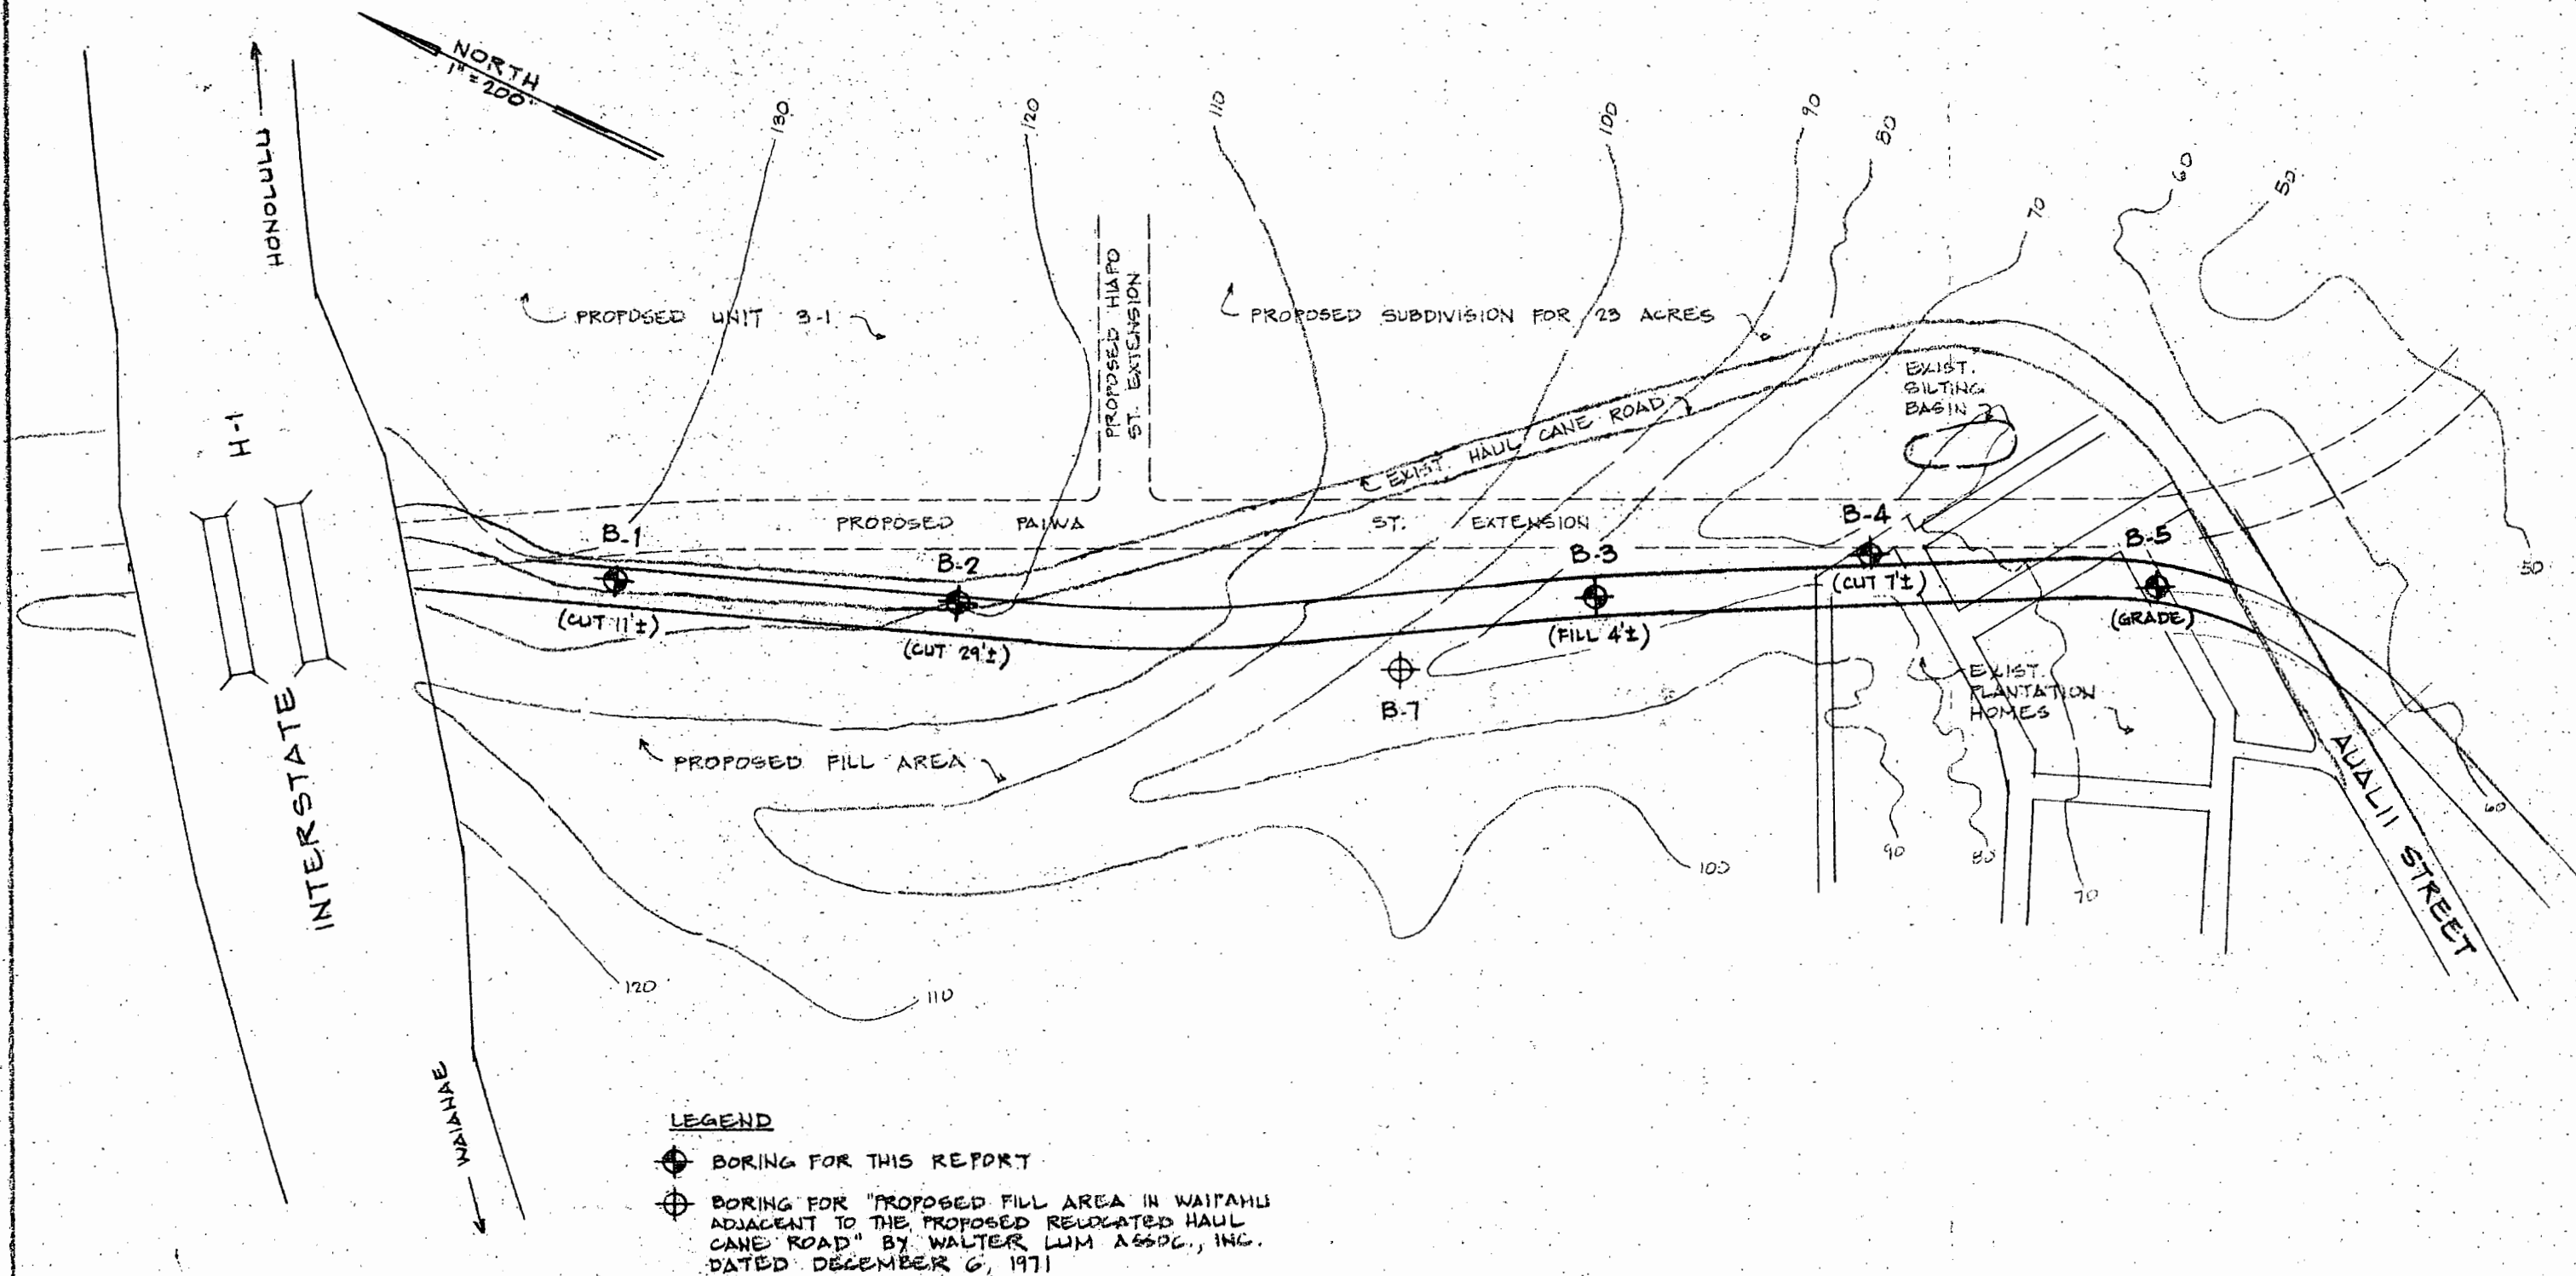 NORTH
1" = 200'
HONOLULU
H-1
INTERSTATE
WAIANAE
130
120
110
100
90
80
70
60
50
PROPOSED UNIT 3-1
PROPOSED HIAPO
ST. EXTENSION
PROPOSED SUBDIVISION FOR 23 ACRES
EXIST. HAUL CANE ROAD
EXIST.
SILTING
BASIN
PROPOSED PAIWA ST. EXTENSION
B-1
(CUT 11'±)
B-2
(CUT 29'±)
B-3
(FILL 4'±)
B-4
(CUT 7'±)
B-5
(GRADE)
B-7
50
EXIST.
PLANTATION
HOMES
PROPOSED FILL AREA
AUALII STREET
60
90
80
70
100
120
110
LEGEND
BORING FOR THIS REPORT
BORING FOR "PROPOSED FILL AREA IN WAIPAHU
ADJACENT TO THE PROPOSED RELOCATED HAUL
CANE ROAD" BY WALTER LUM ASSOC., INC.
DATED DECEMBER 6, 1971